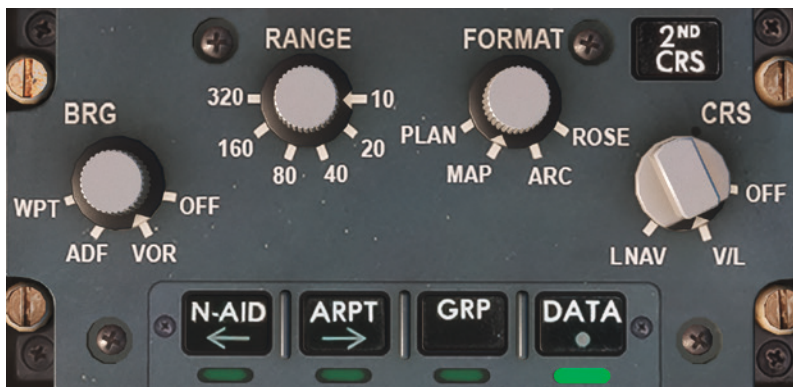 RANGE
FORMAT
2ND
CRS
320
10
BRG
CRS
PLAN
ROSE
160
20
80
40
MAP
ARC
WPT
OFF
OFF
ADF
VOR
LNAV
V/L
N-AID
ARPT
GRP
DATA